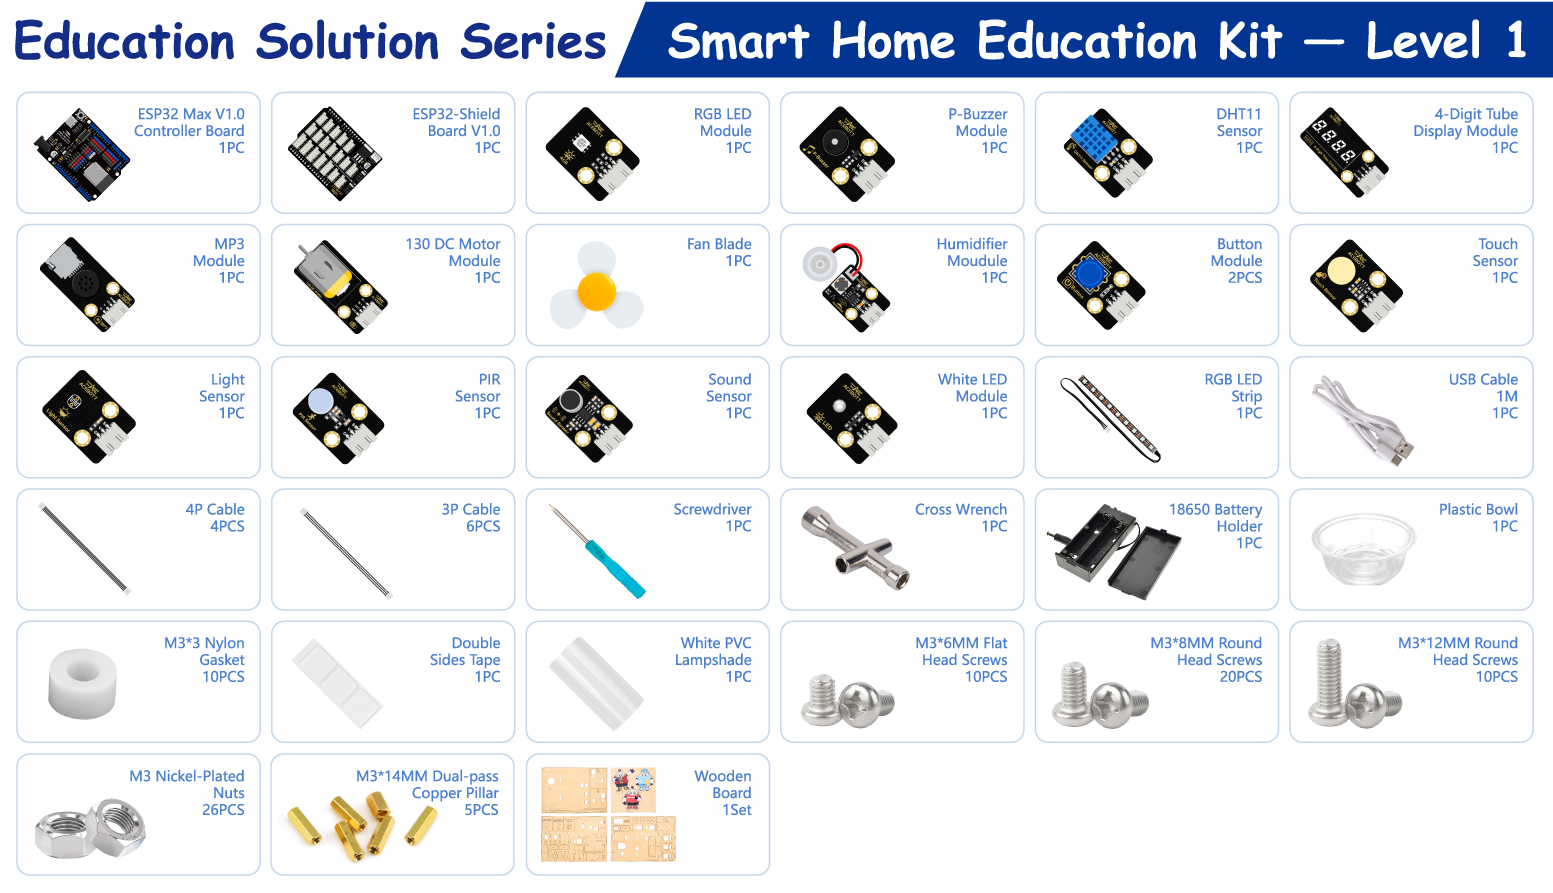 Education Solution Series
Smart Home Education Kit — Level 1
ESP32 Max V1.0
Controller Board
1PC
ESP32-Shield
Board V1.0
1PC
RGB LED
Module
1PC
P-Buzzer
Module
1PC
DHT11
Sensor
1PC
4-Digit Tube
Display Module
1PC
MP3
Module
1PC
130 DC Motor
Module
1PC
Fan Blade
1PC
Humidifier
Moudule
1PC
Button
Module
2PCS
Touch
Sensor
1PC
Light
Sensor
1PC
PIR
Sensor
1PC
Sound
Sensor
1PC
White LED
Module
1PC
RGB LED
Strip
1PC
USB Cable
1M
1PC
4P Cable
4PCS
3P Cable
6PCS
Screwdriver
1PC
Cross Wrench
1PC
18650 Battery
Holder
1PC
Plastic Bowl
1PC
M3*3 Nylon
Gasket
10PCS
Double
Sides Tape
1PC
White PVC
Lampshade
1PC
M3*6MM Flat
Head Screws
10PCS
M3*8MM Round
Head Screws
20PCS
M3*12MM Round
Head Screws
10PCS
M3 Nickel-Plated
Nuts
26PCS
M3*14MM Dual-pass
Copper Pillar
5PCS
Wooden
Board
1Set